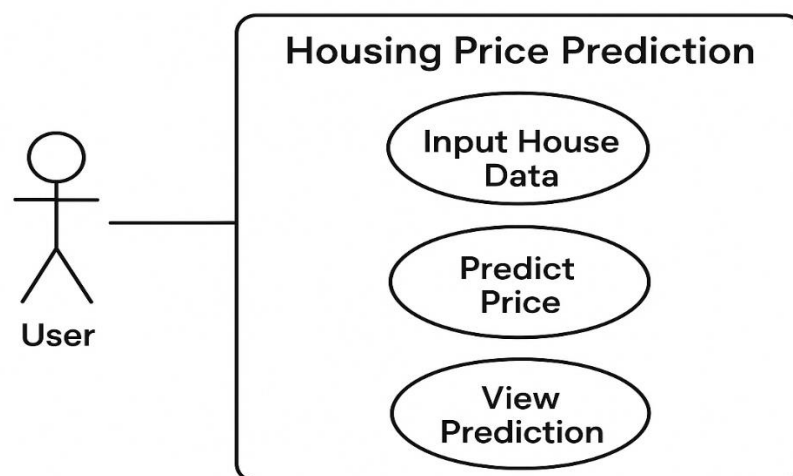 Housing Price Prediction
Input House
Data
Predict
Price
View
Prediction
User